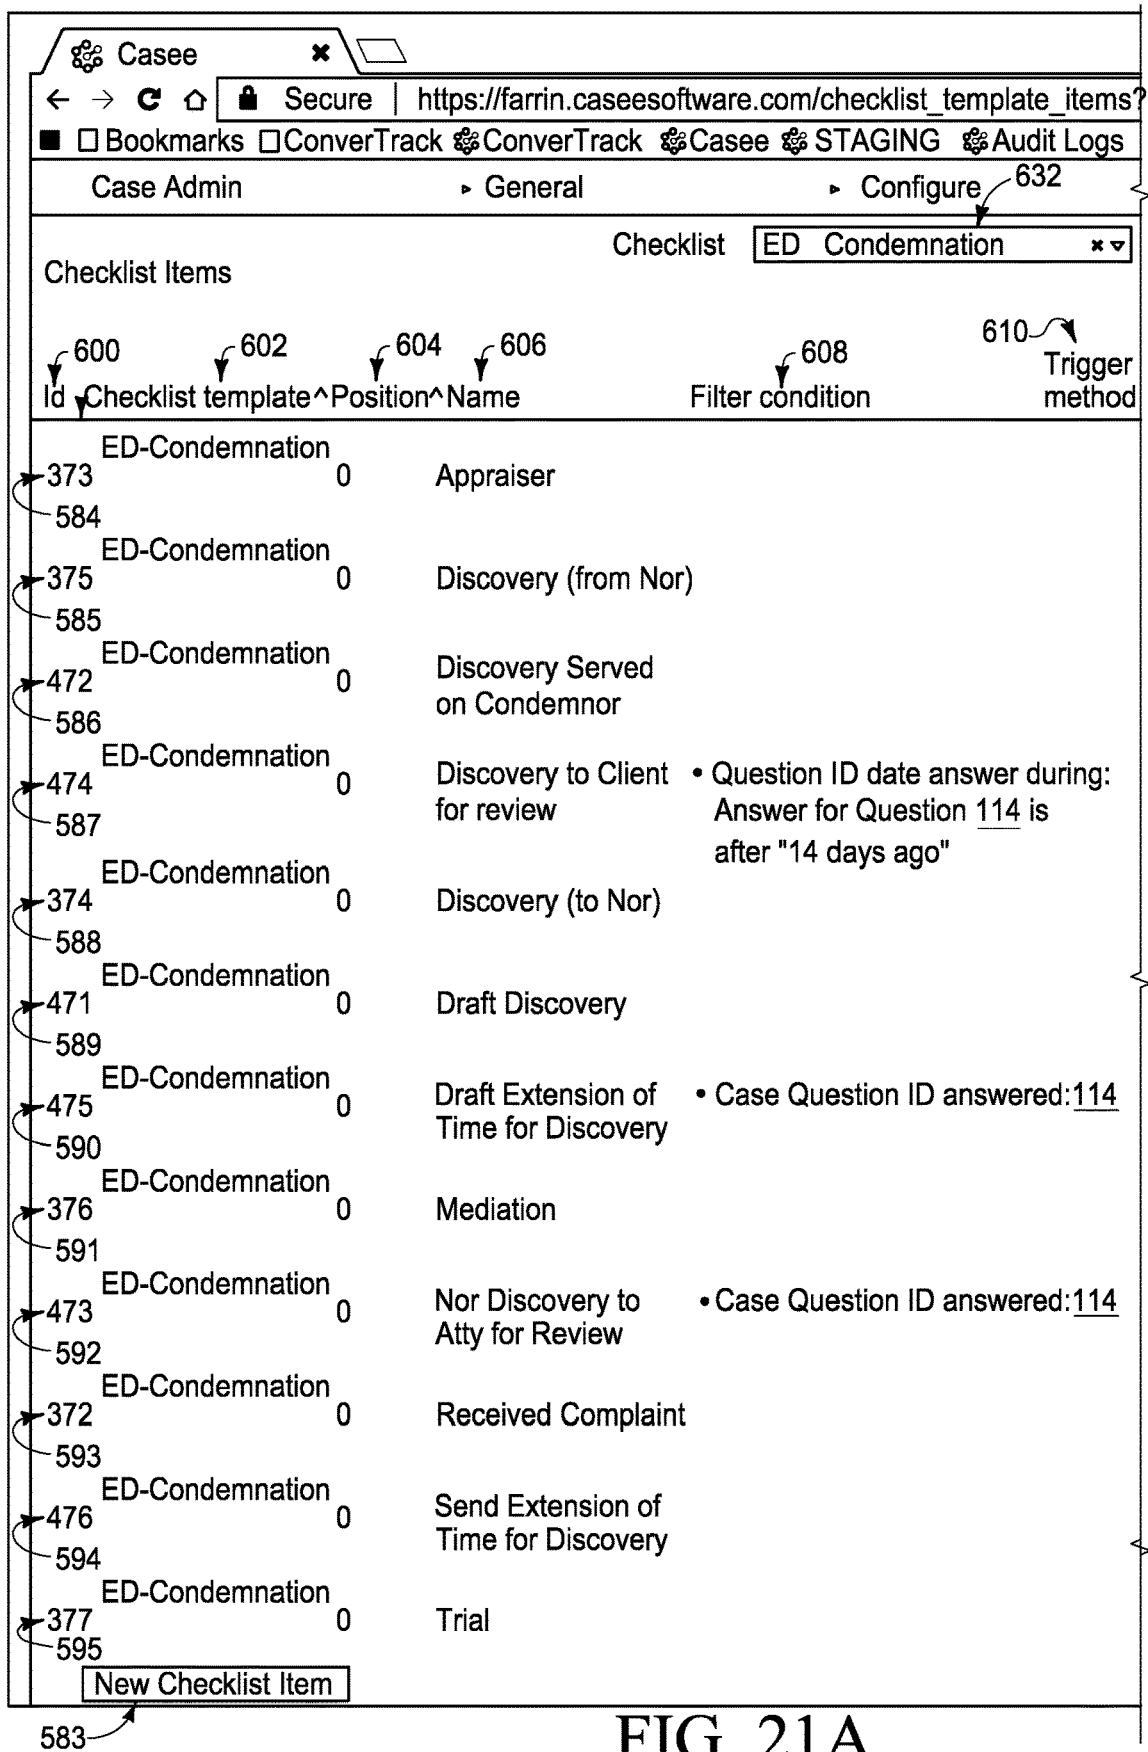 Casee
Secure | https://farrin.caseesoftware.com/checklist_template_items?
Bookmarks ConverTrack ConverTrack Casee STAGING Audit Logs
Case Admin General Configure 632
Checklist ED Condemnation
Checklist Items
600 602 604 606 608 610
Trigger
Id Checklist template^Position^Name Filter condition method
ED-Condemnation
373 0 Appraiser
584
ED-Condemnation
375 0 Discovery (from Nor)
585
ED-Condemnation
Discovery Served
472 0
on Condemnor
586
ED-Condemnation
Discovery to Client • Question ID date answer during:
474 0
for review Answer for Question 114 is
587
after "14 days ago"
ED-Condemnation
374 0 Discovery (to Nor)
588
ED-Condemnation
471 0 Draft Discovery
589
ED-Condemnation
Draft Extension of • Case Question ID answered:114
475 0
Time for Discovery
590
ED-Condemnation
376 0 Mediation
591
ED-Condemnation
Nor Discovery to • Case Question ID answered:114
473 0
Atty for Review
592
ED-Condemnation
372 0 Received Complaint
593
ED-Condemnation
Send Extension of
476 0
Time for Discovery
594
ED-Condemnation
377 0 Trial
595
New Checklist Item
583
FIG. 21A